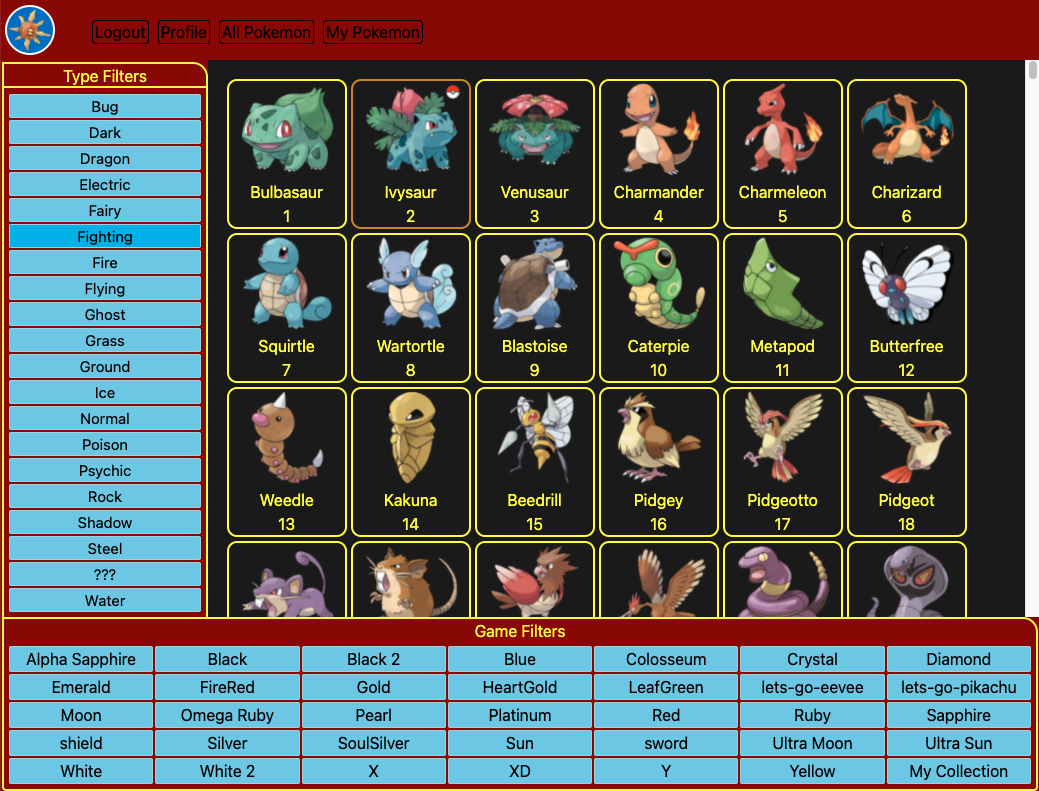 Logout Profile All Pokemon My Pokemon
Type Filters
Bug
Dark
Dragon
Electric
Fairy
Fighting
Fire
Flying
Ghost
Grass
Ground
Ice
Normal
Poison
Psychic
Rock
Shadow
Steel
???
Water
Bulbasaur Ivysaur Venusaur Charmander Charmeleon Charizard
1 2 3 4 5 6
Squirtle Wartortle Blastoise Caterpie Metapod Butterfree
7 8 9 10 11 12
Weedle Kakuna Beedrill Pidgey Pidgeotto Pidgeot
13 14 15 16 17 18
Game Filters
Alpha Sapphire Black Black 2 Blue Colosseum Crystal Diamond
Emerald FireRed Gold HeartGold LeafGreen lets-go-eevee lets-go-pikachu
Moon Omega Ruby Pearl Platinum Red Ruby Sapphire
shield Silver SoulSilver Sun sword Ultra Moon Ultra Sun
White White 2 X XD Y Yellow My Collection